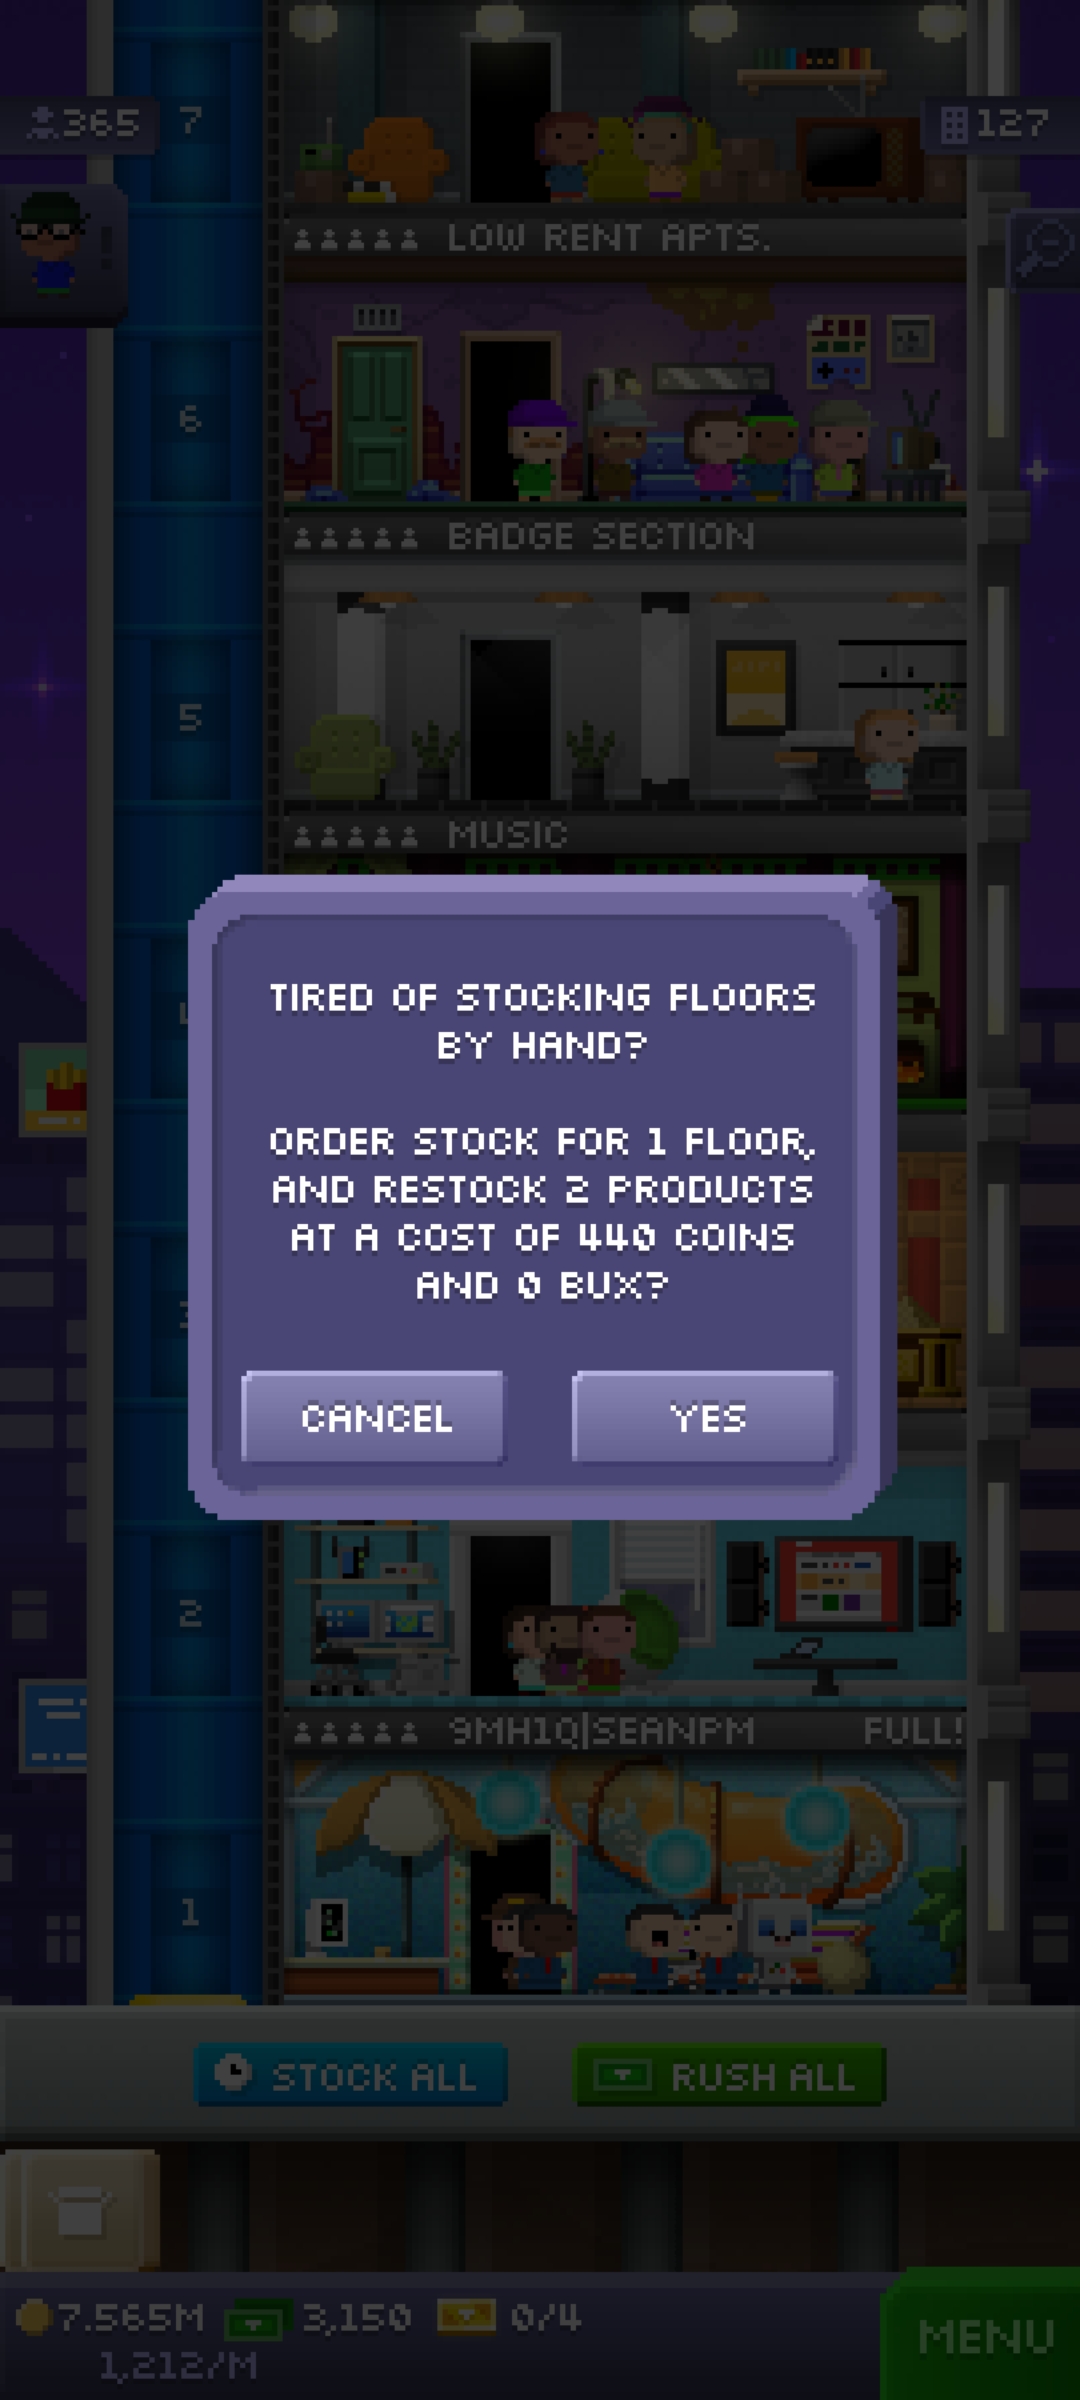 365
7
127
LOW RENT APTS.
6
BADGE SECTION
5
MUSIC
TIRED OF STOCKING FLOORS
BY HAND?
ORDER STOCK FOR 1 FLOOR,
AND RESTOCK 2 PRODUCTS
AT A COST OF 440 COINS
AND 0 BUX?
CANCEL
YES
2
9MH1Q|SEANPM
FULL!
1
STOCK ALL
RUSH ALL
7.565M
3,150
0/4
1,212/M
MENU